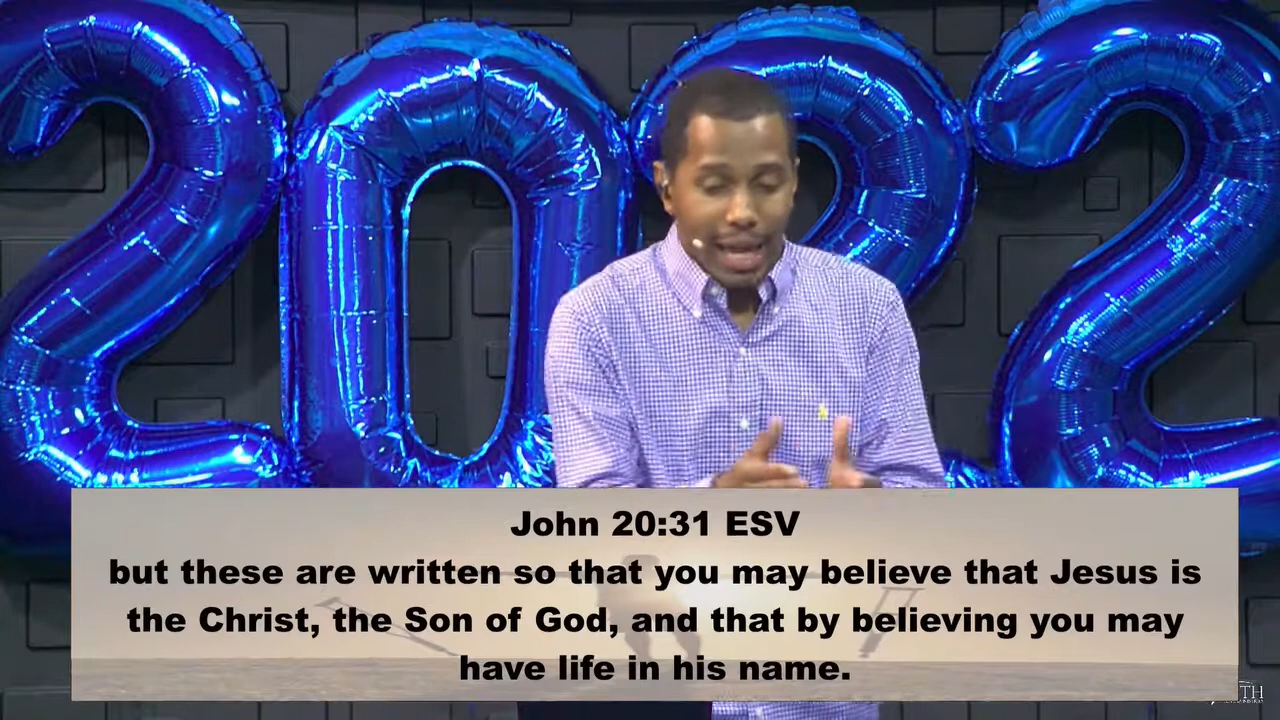 2022
John 20:31 ESV
but these are written so that you may believe that Jesus is
the Christ, the Son of God, and that by believing you may
have life in his name.